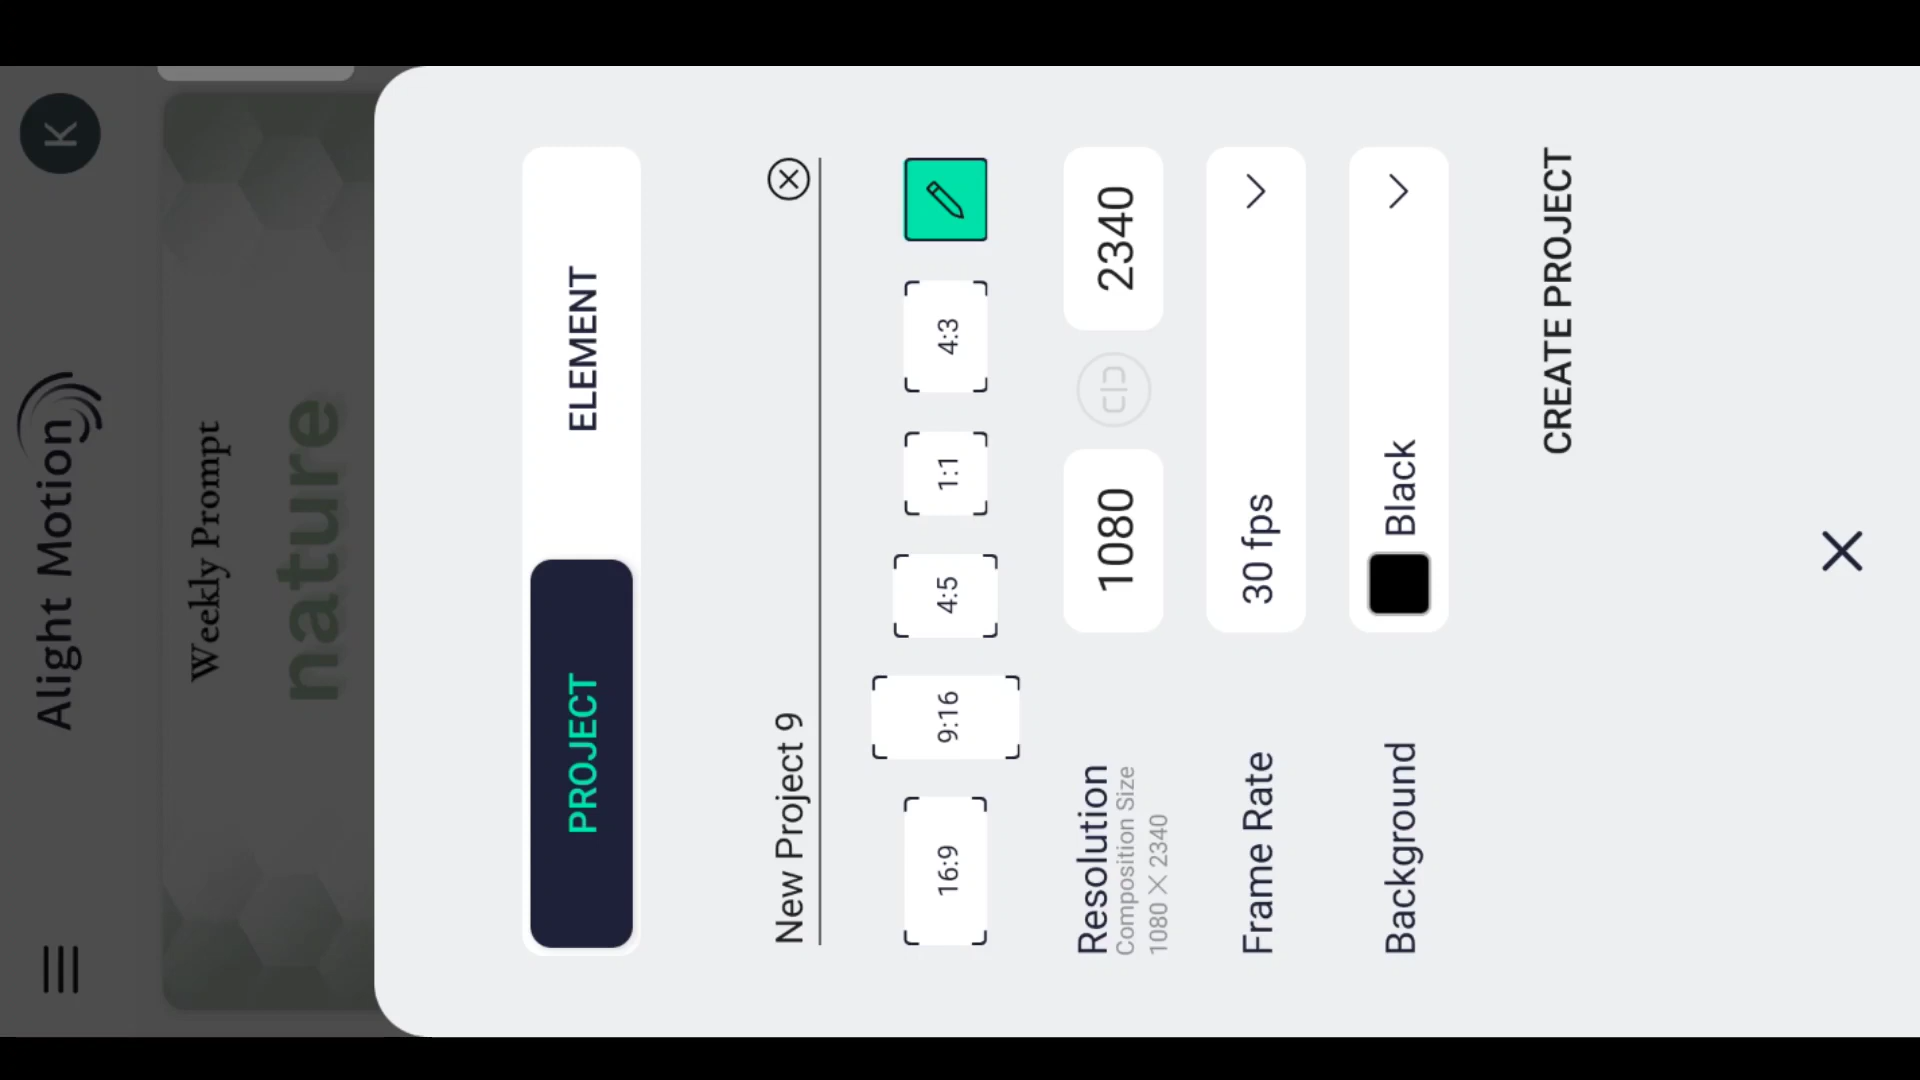 Alight Motion
K
Weekly Prompt
nature
PROJECT
ELEMENT
New Project 9
16:9
9:16
4:5
1:1
4:3
Resolution
Composition Size
1080 × 2340
1080
2340
Frame Rate
30 fps
Background
Black
CREATE PROJECT